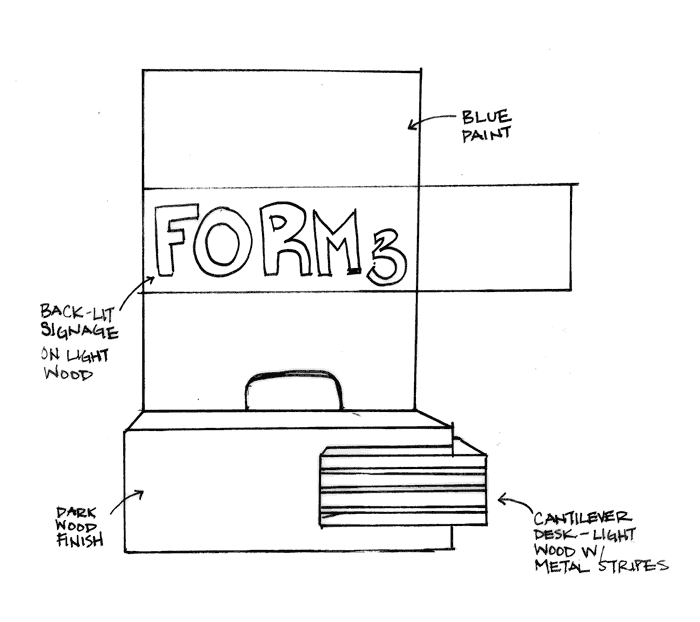 BLUE
PAINT
FORM3
BACK-LIT
SIGNAGE
ON LIGHT
WOOD
DARK
WOOD
FINISH
CANTILEVER
DESK-LIGHT
WOOD W/
METAL STRIPES